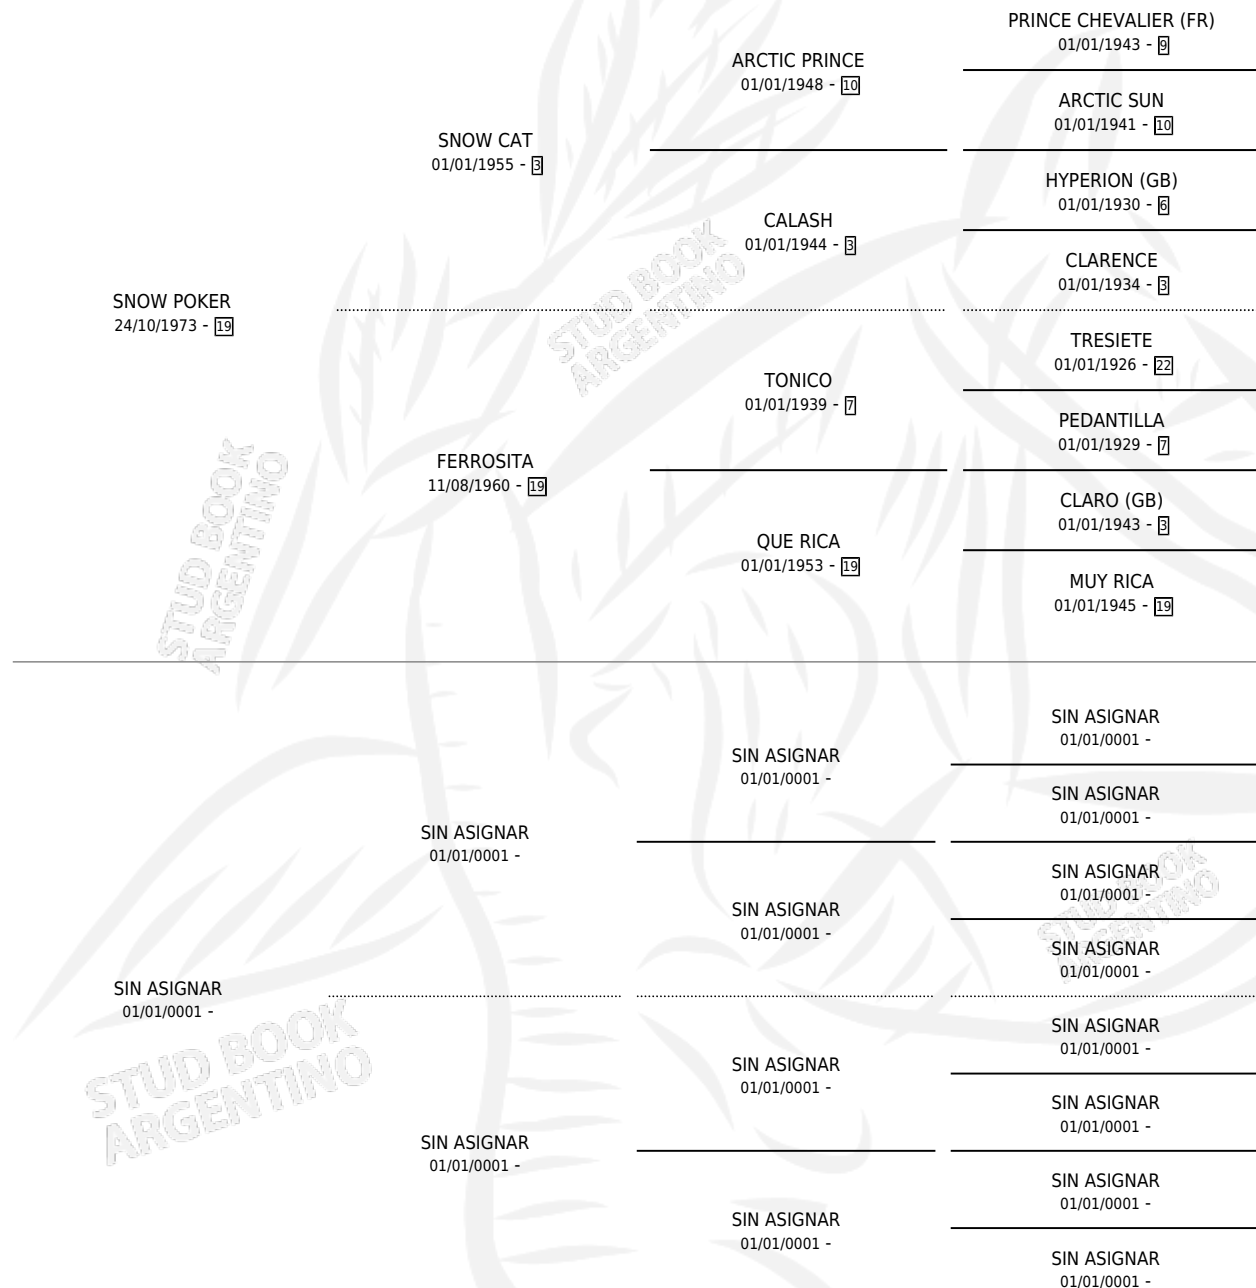 PRINCE CHEVALIER (FR)
01/01/1943 - 9
ARCTIC PRINCE
01/01/1948 - 10
ARCTIC SUN
01/01/1941 - 10
SNOW CAT
01/01/1955 - 3
HYPERION (GB)
01/01/1930 - 6
CALASH
01/01/1944 - 3
CLARENCE
01/01/1934 - 3
SNOW POKER
24/10/1973 - 19
TRESIETE
01/01/1926 - 22
TONICO
01/01/1939 - 7
PEDANTILLA
01/01/1929 - 7
FERROSITA
11/08/1960 - 19
CLARO (GB)
01/01/1943 - 3
QUE RICA
01/01/1953 - 19
MUY RICA
01/01/1945 - 19
STUD BOOK
ARGENTINO
STUD BOOK
ARGENTINO
SIN ASIGNAR
01/01/0001 -
SIN ASIGNAR
01/01/0001 -
SIN ASIGNAR
01/01/0001 -
SIN ASIGNAR
01/01/0001 -
SIN ASIGNAR
01/01/0001 -
SIN ASIGNAR
01/01/0001 -
SIN ASIGNAR
01/01/0001 -
SIN ASIGNAR
01/01/0001 -
SIN ASIGNAR
01/01/0001 -
SIN ASIGNAR
01/01/0001 -
SIN ASIGNAR
01/01/0001 -
SIN ASIGNAR
01/01/0001 -
SIN ASIGNAR
01/01/0001 -
SIN ASIGNAR
01/01/0001 -
SIN ASIGNAR
01/01/0001 -
STUD BOOK
ARGENTINO
STUD BOOK
ARGENTINO